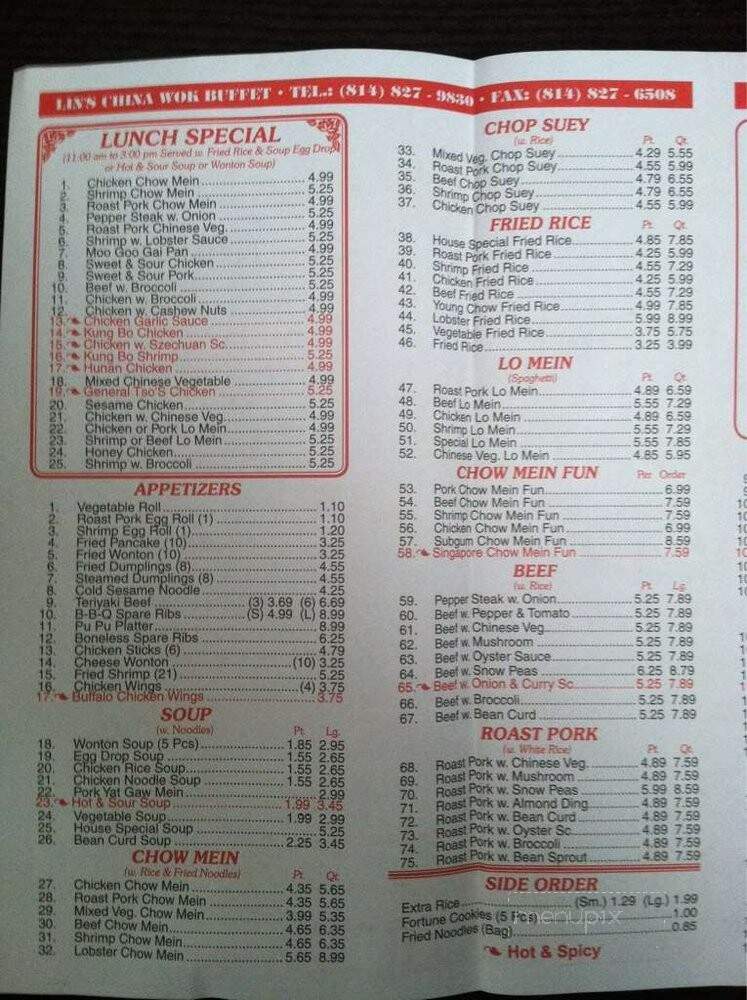 LIN'S CHINA WOK BUFFET • TEL.: (814) 827 - 9830 • FAX: (814) 827 - 6508
LUNCH SPECIAL
(11:00 am to 3:00 pm Served w. Fried Rice & Soup Egg Drop
or Hot & Sour Soup or Wonton Soup)
1. Chicken Chow Mein 4.99
2. Shrimp Chow Mein 5.25
3. Roast Pork Chow Mein 4.99
4. Pepper Steak w. Onion 5.25
5. Roast Pork Chinese Veg. 4.99
6. Shrimp w. Lobster Sauce 5.25
7. Moo Goo Gai Pan 4.99
8. Sweet & Sour Chicken 5.25
9. Sweet & Sour Pork 5.25
10. Beef w. Broccoli 5.25
11. Chicken w. Broccoli 4.99
12. Chicken w. Cashew Nuts 4.99
13. Chicken Garlic Sauce 4.99
14. Kung Bo Chicken 4.99
15. Chicken w. Szechuan Sc. 4.99
16. Kung Bo Shrimp 5.25
17. Hunan Chicken 4.99
18. Mixed Chinese Vegetable 4.99
19. General Tso'S Chicken 5.25
20. Sesame Chicken 5.25
21. Chicken w. Chinese Veg. 4.99
22. Chicken or Pork Lo Mein 4.99
23. Shrimp or Beef Lo Mein 5.25
24. Honey Chicken 5.25
25. Shrimp w. Broccoli 5.25
APPETIZERS
1. Vegetable Roll 1.10
2. Roast Pork Egg Roll (1) 1.10
3. Shrimp Egg Roll (1) 1.20
4. Fried Pancake (10) 3.25
5. Fried Wonton (10) 3.25
6. Fried Dumplings (8) 4.55
7. Steamed Dumplings (8) 4.55
8. Cold Sesame Noodle 4.25
9. Teriyaki Beef (3) 3.69 (6) 6.69
10. B-B-Q Spare Ribs (S) 4.99 (L) 8.99
11. Pu Pu Platter 8.99
12. Boneless Spare Ribs 6.25
13. Chicken Sticks (6) 4.79
14. Cheese Wonton (10) 3.25
15. Fried Shrimp (21) 5.25
16. Chicken Wings (4) 3.75
17. Buffalo Chicken Wings 3.75
SOUP
(w. Noodles) Pt. Lg.
18. Wonton Soup (5 Pcs) 1.85 2.95
19. Egg Drop Soup 1.55 2.65
20. Chicken Rice Soup 1.55 2.65
21. Chicken Noodle Soup 1.55 2.65
22. Pork Yat Gaw Mein 2.99
23. Hot & Sour Soup 1.99 3.45
24. Vegetable Soup 1.99 2.99
25. House Special Soup 5.25
26. Bean Curd Soup 2.25 3.45
CHOW MEIN
(w. Rice & Fried Noodles) Pt. Qt.
27. Chicken Chow Mein 4.35 5.65
28. Roast Pork Chow Mein 4.35 5.65
29. Mixed Veg. Chow Mein 3.99 5.35
30. Beef Chow Mein 4.65 6.35
31. Shrimp Chow Mein 4.65 6.35
32. Lobster Chow Mein 5.65 8.99
CHOP SUEY
(w. Rice) Pt. Qt.
33. Mixed Veg. Chop Suey 4.29 5.55
34. Roast Pork Chop Suey 4.55 5.99
35. Beef Chop Suey 4.79 6.55
36. Shrimp Chop Suey 4.79 6.55
37. Chicken Chop Suey 4.55 5.99
FRIED RICE Pt. Qt.
38. House Special Fried Rice 4.85 7.85
39. Roast Pork Fried Rice 4.25 5.99
40. Shrimp Fried Rice 4.55 7.29
41. Chicken Fried Rice 4.25 5.99
42. Beef Fried Rice 4.55 7.29
43. Young Chow Fried Rice 4.99 7.85
44. Lobster Fried Rice 5.99 8.99
45. Vegetable Fried Rice 3.75 5.75
46. Fried Rice 3.25 3.99
LO MEIN
(Spaghetti) Pt. Qt.
47. Roast Pork Lo Mein 4.89 6.59
48. Beef Lo Mein 5.55 7.29
49. Chicken Lo Mein 4.89 6.59
50. Shrimp Lo Mein 5.55 7.29
51. Special Lo Mein 5.55 7.85
52. Chinese Veg. Lo Mein 4.85 5.95
CHOW MEIN FUN Per Order
53. Pork Chow Mein Fun 6.99
54. Beef Chow Mein Fun 7.59
55. Shrimp Chow Mein Fun 7.59
56. Chicken Chow Mein Fun 6.99
57. Subgum Chow Mein Fun 8.59
58. Singapore Chow Mein Fun 7.59
BEEF
(w. Rice) Pt. Lg.
59. Pepper Steak w. Onion 5.25 7.89
60. Beef w. Pepper & Tomato 5.25 7.89
61. Beef w. Chinese Veg. 5.25 7.89
62. Beef w. Mushroom 5.25 7.89
63. Beef w. Oyster Sauce 5.25 7.89
64. Beef w. Snow Peas 6.25 8.79
65. Beef w. Onion & Curry Sc. 5.25 7.89
66. Beef w. Broccoli 5.25 7.89
67. Beef w. Bean Curd 5.25 7.89
ROAST PORK
(w. White Rice) Pt. Qt.
68. Roast Pork w. Chinese Veg. 4.89 7.59
69. Roast Pork w. Mushroom 4.89 7.59
70. Roast Pork w. Snow Peas 5.99 8.59
71. Roast Pork w. Almond Ding 4.89 7.59
72. Roast Pork w. Bean Curd 4.89 7.59
73. Roast Pork w. Oyster Sc. 4.89 7.59
74. Roast Pork w. Broccoli 4.89 7.59
75. Roast Pork w. Bean Sprout 4.89 7.59
SIDE ORDER
Extra Rice (Sm.) 1.29 (Lg.) 1.99
Fortune Cookies (5 Pcs) 1.00
Fried Noodles (Bag) 0.85
Hot & Spicy
menupix